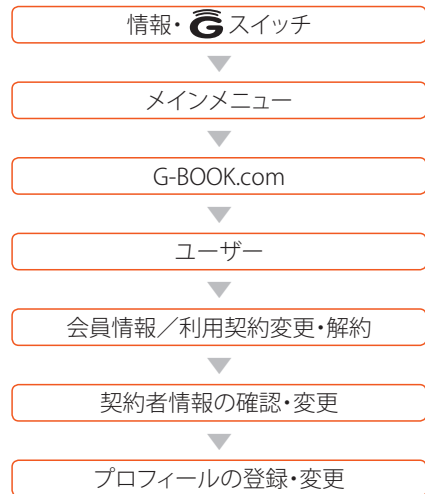 情報・Gスイッチ
メインメニュー
G-BOOK.com
ユーザー
会員情報／利用契約変更・解約
契約者情報の確認・変更
プロフィールの登録・変更